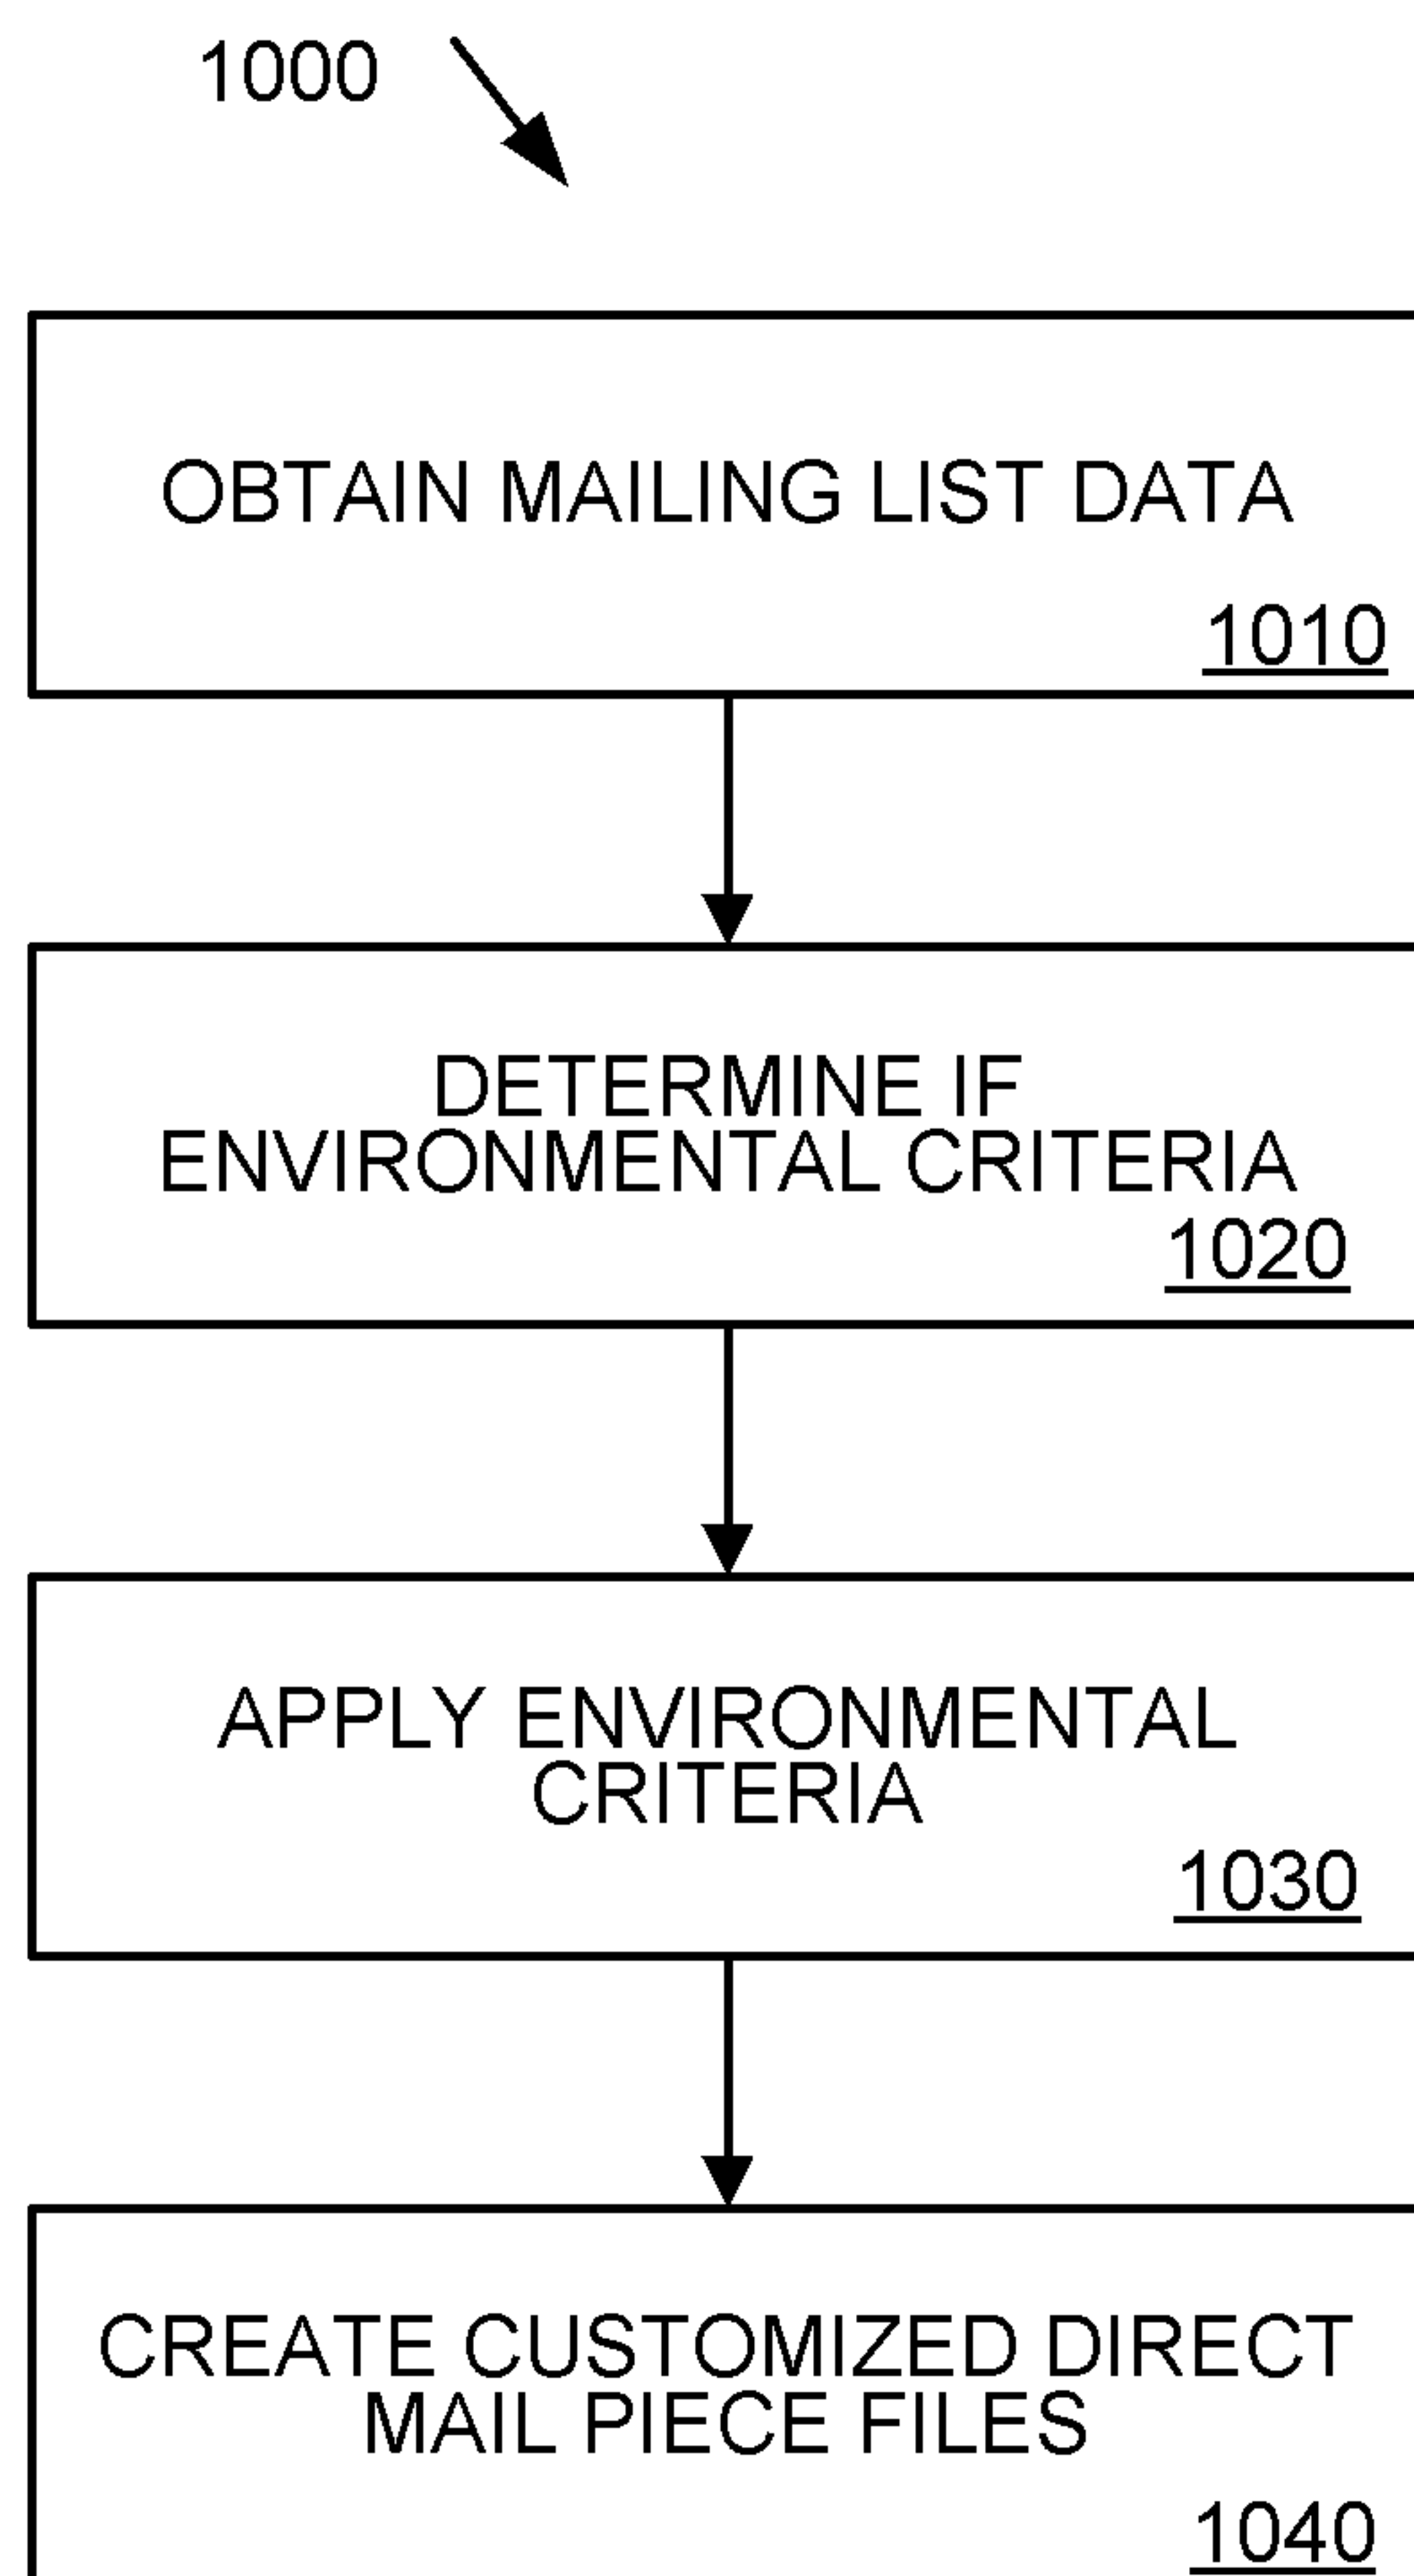 1000
OBTAIN MAILING LIST DATA
1010
DETERMINE IF
ENVIRONMENTAL CRITERIA
1020
APPLY ENVIRONMENTAL
CRITERIA
1030
CREATE CUSTOMIZED DIRECT
MAIL PIECE FILES
1040